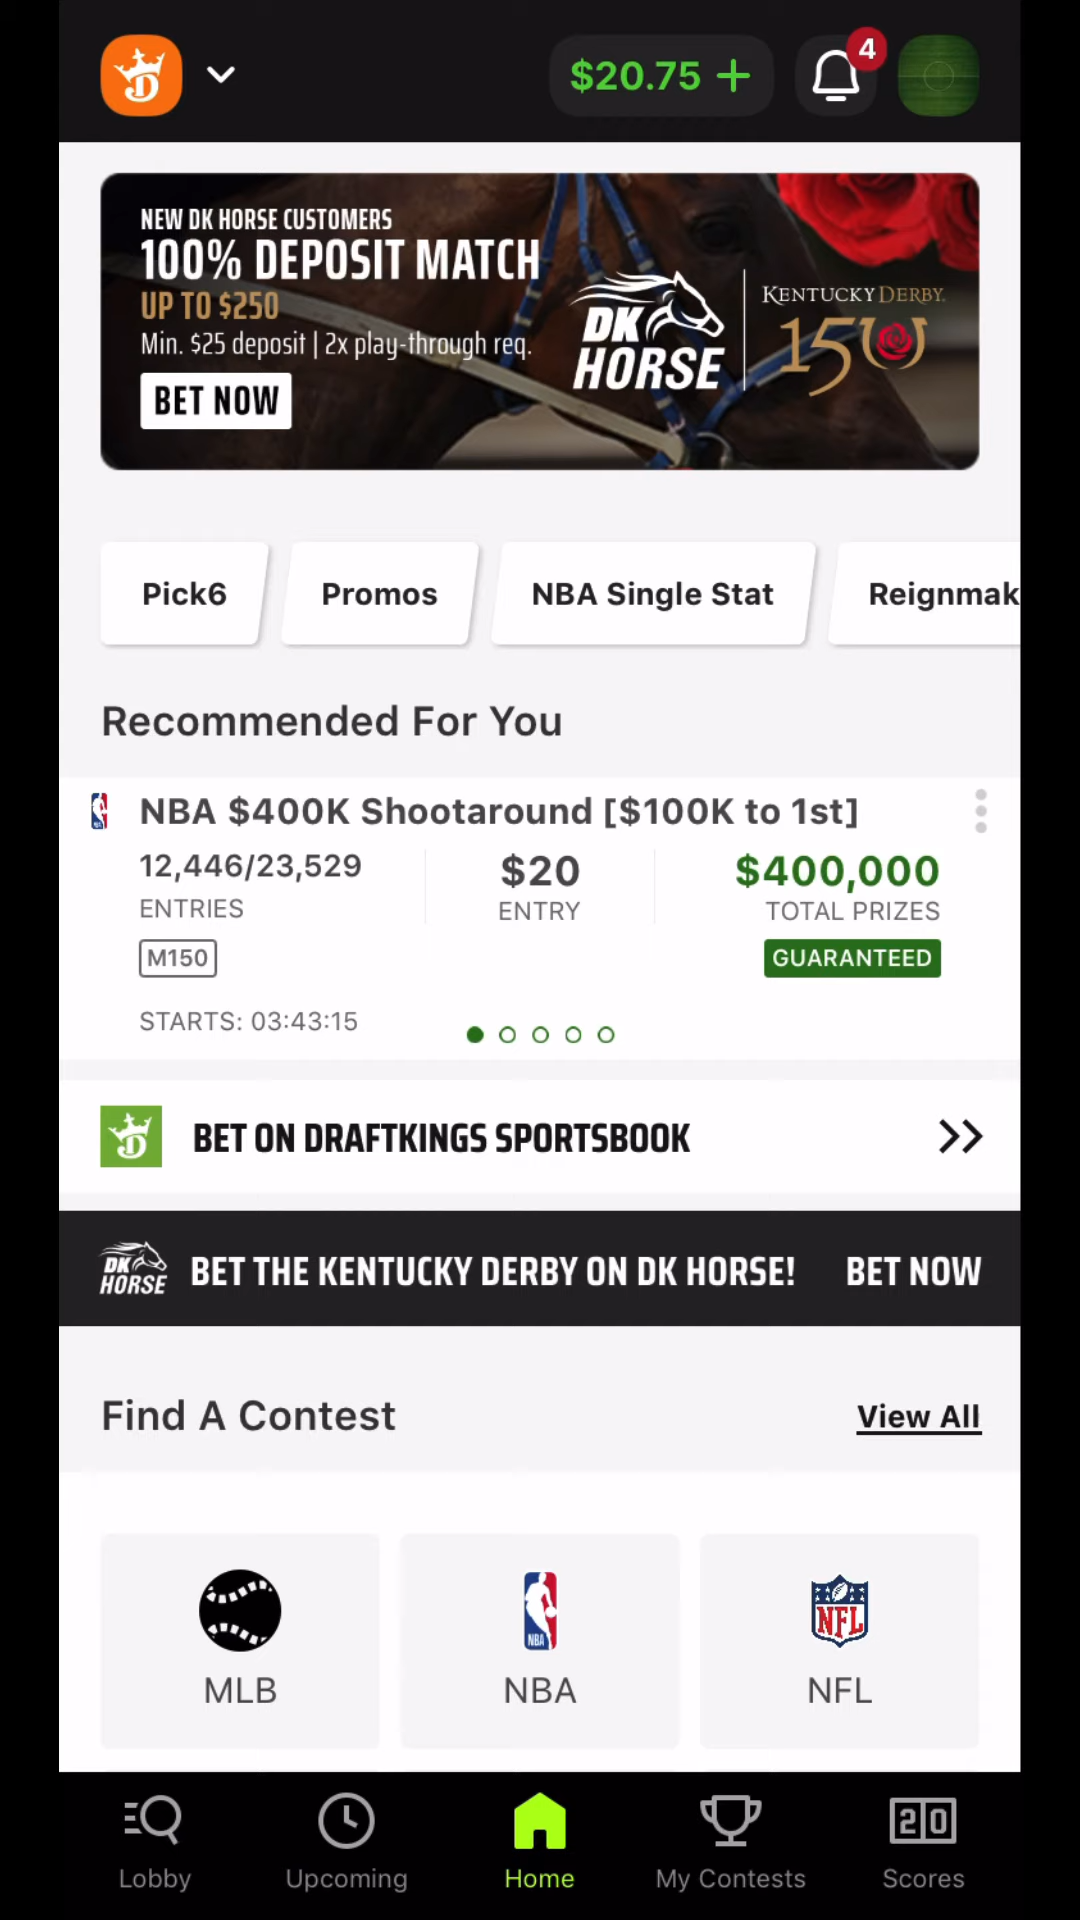 $20.75 +
4
NEW DK HORSE CUSTOMERS
100% DEPOSIT MATCH
UP TO $250
Min. $25 deposit | 2x play-through req.
BET NOW
DK
HORSE
KENTUCKY DERBY.
150
Pick6
Promos
NBA Single Stat
Reignmak
Recommended For You
NBA $400K Shootaround [$100K to 1st]
12,446/23,529
ENTRIES
$20
ENTRY
$400,000
TOTAL PRIZES
M150
GUARANTEED
STARTS: 03:43:15
BET ON DRAFTKINGS SPORTSBOOK
DK
HORSE
BET THE KENTUCKY DERBY ON DK HORSE!
BET NOW
Find A Contest
View All
NBA
NFL
MLB
NBA
NFL
2 0
Lobby
Upcoming
Home
My Contests
Scores